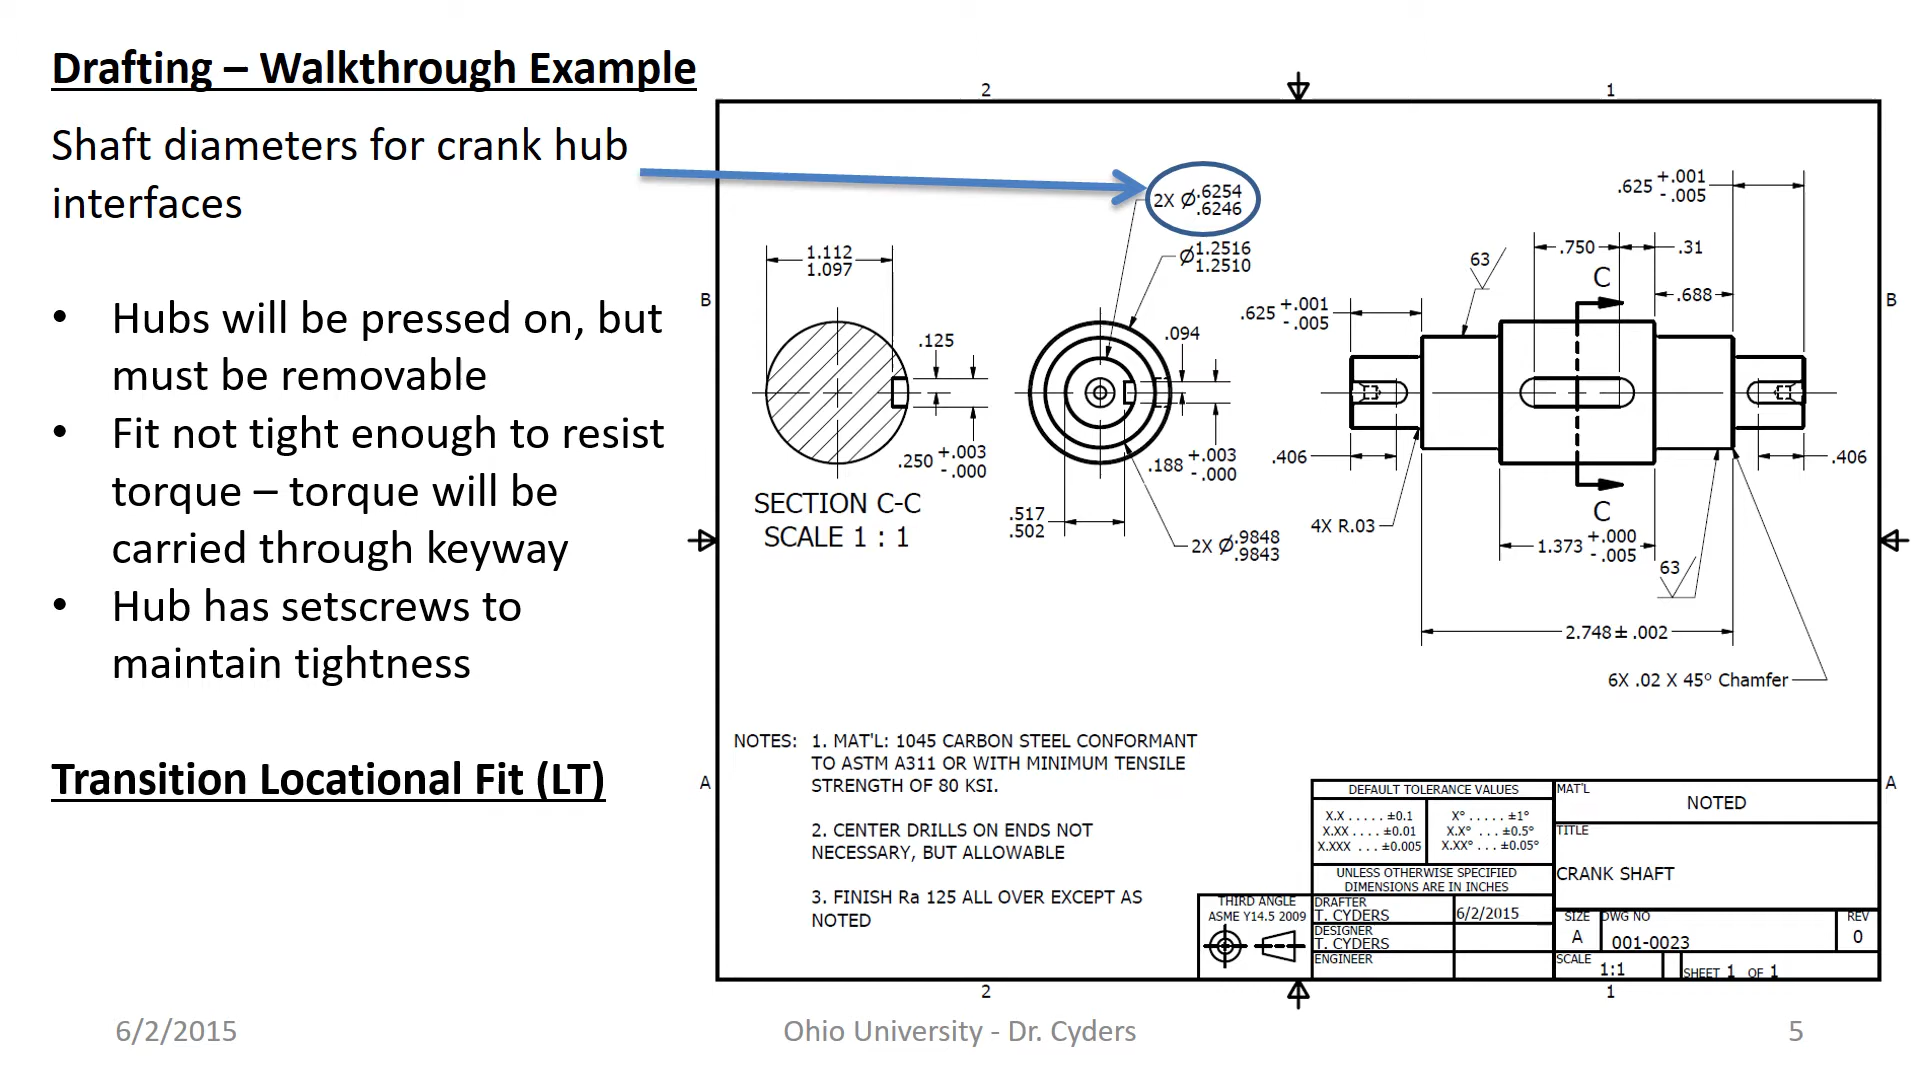 Drafting – Walkthrough Example
Shaft diameters for crank hub
interfaces
• Hubs will be pressed on, but
must be removable
• Fit not tight enough to resist
torque – torque will be
carried through keyway
• Hub has setscrews to
maintain tightness
Transition Locational Fit (LT)
2
1
B
B
A
A
2
1
2X Ø.6254
.6246
Ø1.2516
1.2510
1.112
1.097
.125
.250 +.003
-.000
SECTION C-C
SCALE 1 : 1
.094
.188 +.003
-.000
.517
.502
2X Ø.9848
.9843
.625 +.001
-.005
.625 +.001
-.005
63
.750
.31
C
.688
.406
.406
4X R.03
C
1.373 +.000
-.005
63
2.748± .002
6X .02 X 45° Chamfer
NOTES: 1. MAT'L: 1045 CARBON STEEL CONFORMANT
TO ASTM A311 OR WITH MINIMUM TENSILE
STRENGTH OF 80 KSI.
2. CENTER DRILLS ON ENDS NOT
NECESSARY, BUT ALLOWABLE
3. FINISH Ra 125 ALL OVER EXCEPT AS
NOTED
THIRD ANGLE
ASME Y14.5 2009
DEFAULT TOLERANCE VALUES
X.X . . . . . ±0.1
X.XX . . . . ±0.01
X.XXX . . . ±0.005
X° . . . . . ±1°
X.X° . . . ±0.5°
X.XX° . . . ±0.05°
UNLESS OTHERWISE SPECIFIED
DIMENSIONS ARE IN INCHES
DRAFTER
T. CYDERS
6/2/2015
DESIGNER
T. CYDERS
ENGINEER
MAT'L
NOTED
TITLE
CRANK SHAFT
SIZE
A
DWG NO
001-0023
REV
0
SCALE
1:1
SHEET 1 OF 1
6/2/2015
Ohio University - Dr. Cyders
5